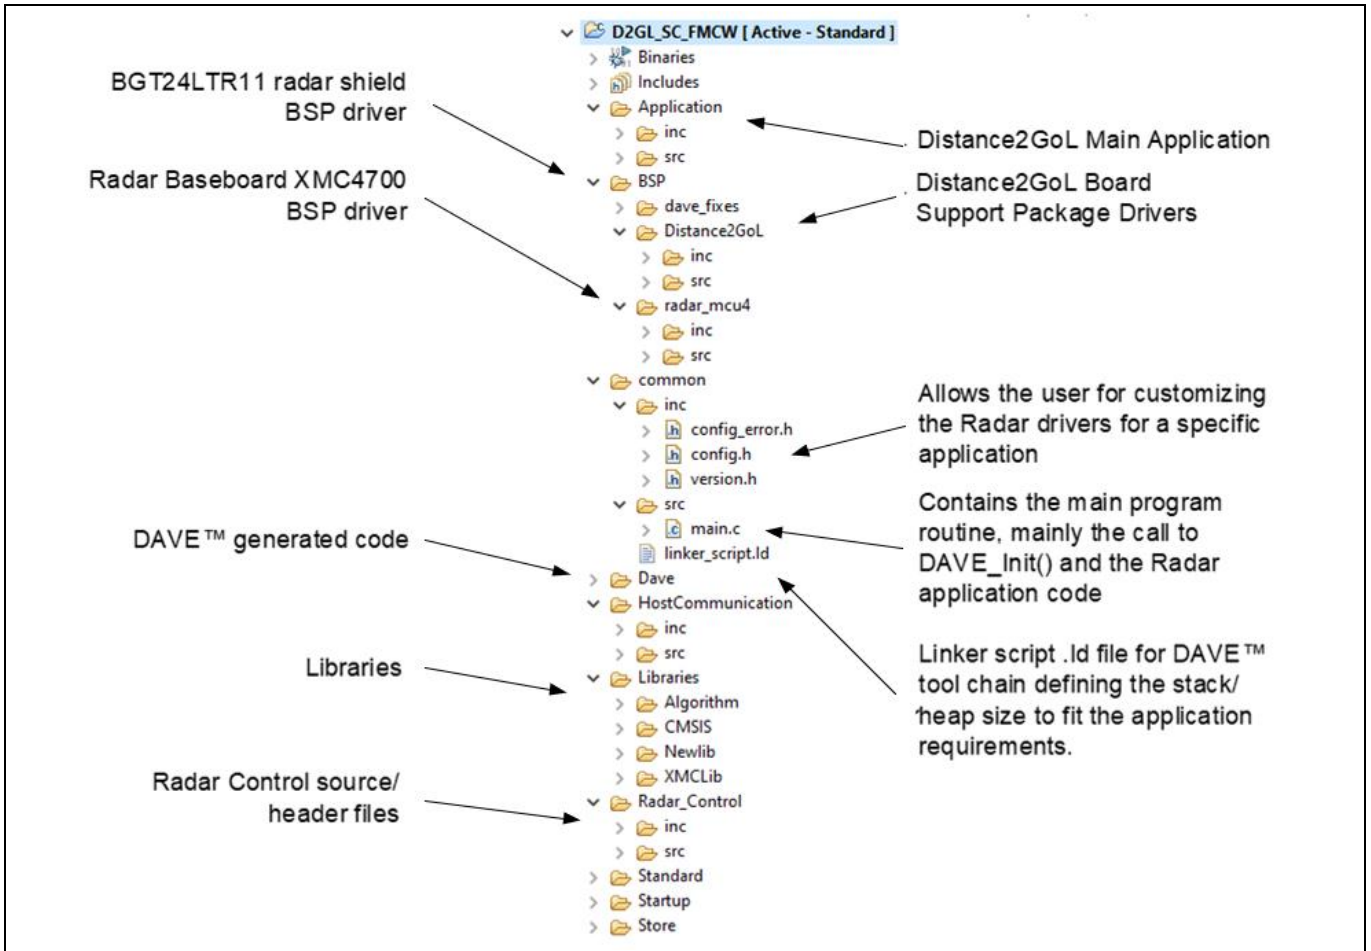 D2GL_SC_FMCW [ Active - Standard ]
Binaries
Includes
Application
inc
src
BSP
dave_fixes
Distance2GoL
inc
src
radar_mcu4
inc
src
common
inc
config_error.h
config.h
version.h
src
main.c
linker_script.ld
Dave
HostCommunication
inc
src
Libraries
Algorithm
CMSIS
Newlib
XMCLib
Radar_Control
inc
src
Standard
Startup
Store
BGT24LTR11 radar shield
BSP driver
Radar Baseboard XMC4700
BSP driver
DAVE™ generated code
Libraries
Radar Control source/
header files
Distance2GoL Main Application
Distance2GoL Board
Support Package Drivers
Allows the user for customizing
the Radar drivers for a specific
application
Contains the main program
routine, mainly the call to
DAVE_Init() and the Radar
application code
Linker script .ld file for DAVE™
tool chain defining the stack/
heap size to fit the application
requirements.